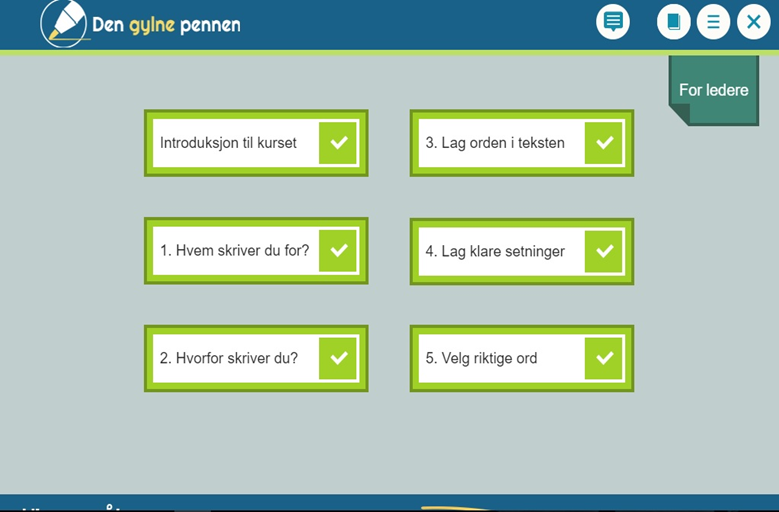 Den gylne pennen
For ledere
Introduksjon til kurset
1. Hvem skriver du for?
2. Hvorfor skriver du?
3. Lag orden i teksten
4. Lag klare setninger
5. Velg riktige ord